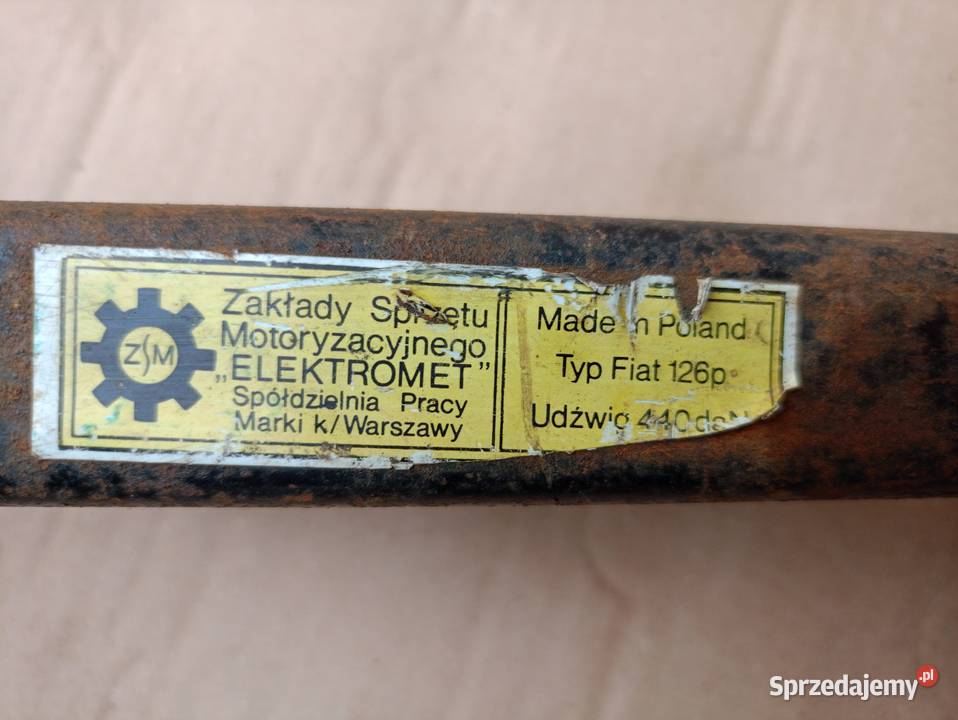 ZSM
Zakłady Sprzętu
Motoryzacyjnego
„ELEKTROMET”
Spółdzielnia Pracy
Marki k/Warszawy
Made in Poland
Typ Fiat 126p
Udźwig 440 daN
Sprzedajemy.pl